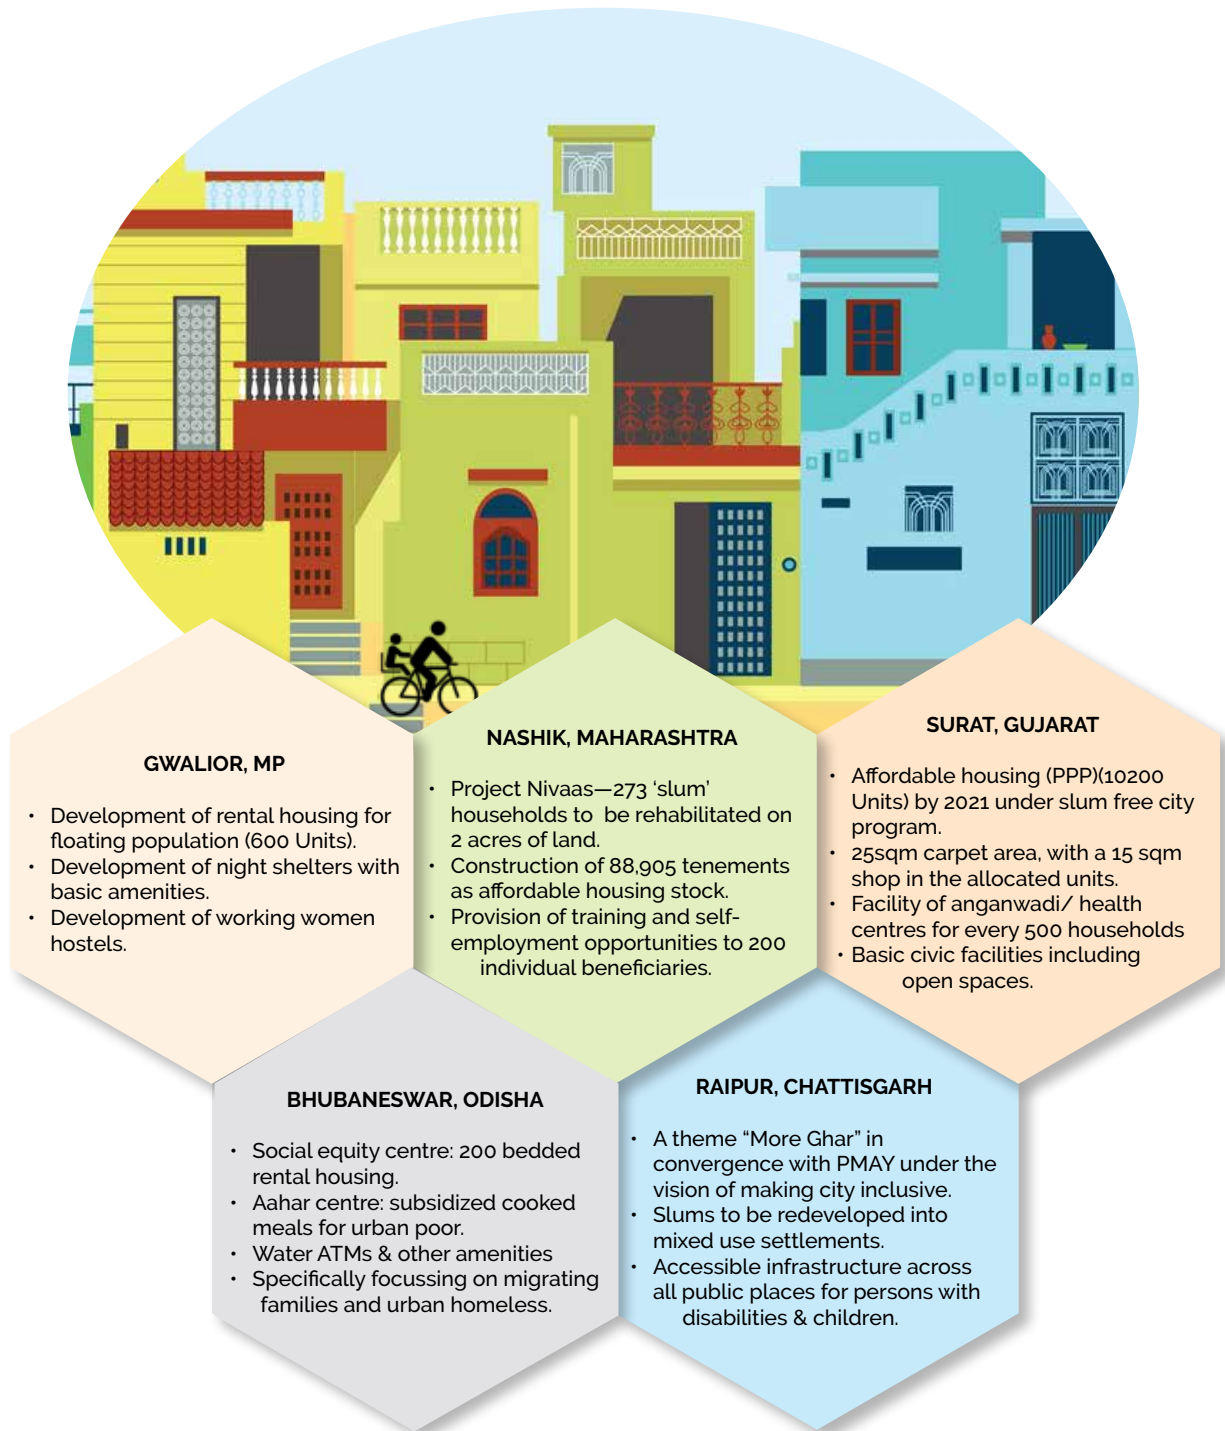 GWALIOR, MP
• Development of rental housing for
floating population (600 Units).
• Development of night shelters with
basic amenities.
• Development of working women
hostels.
NASHIK, MAHARASHTRA
• Project Nivaas—273 ‘slum’
households to be rehabilitated on
2 acres of land.
• Construction of 88,905 tenements
as affordable housing stock.
• Provision of training and self-
employment opportunities to 200
individual beneficiaries.
SURAT, GUJARAT
• Affordable housing (PPP)(10200
Units) by 2021 under slum free city
program.
• 25sqm carpet area, with a 15 sqm
shop in the allocated units.
• Facility of anganwadi/ health
centres for every 500 households
• Basic civic facilities including
open spaces.
BHUBANESWAR, ODISHA
• Social equity centre: 200 bedded
rental housing.
• Aahar centre: subsidized cooked
meals for urban poor.
• Water ATMs & other amenities
• Specifically focussing on migrating
families and urban homeless.
RAIPUR, CHATTISGARH
• A theme “More Ghar” in
convergence with PMAY under the
vision of making city inclusive.
• Slums to be redeveloped into
mixed use settlements.
• Accessible infrastructure across
all public places for persons with
disabilities & children.